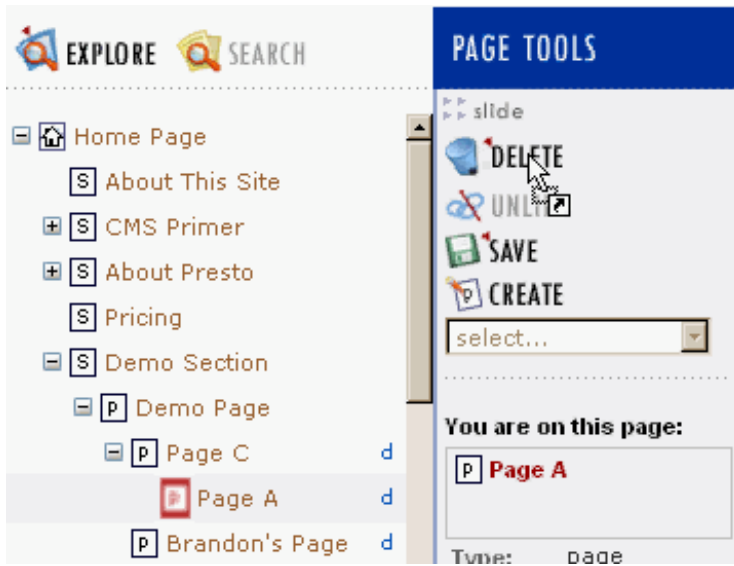 EXPLORE SEARCH
Home Page
S About This Site
S CMS Primer
S About Presto
S Pricing
S Demo Section
P Demo Page
P Page C d
P Page A d
P Brandon's Page d
PAGE TOOLS
slide
DELETE
SAVE
P CREATE
select...
You are on this page:
P Page A
Type: page